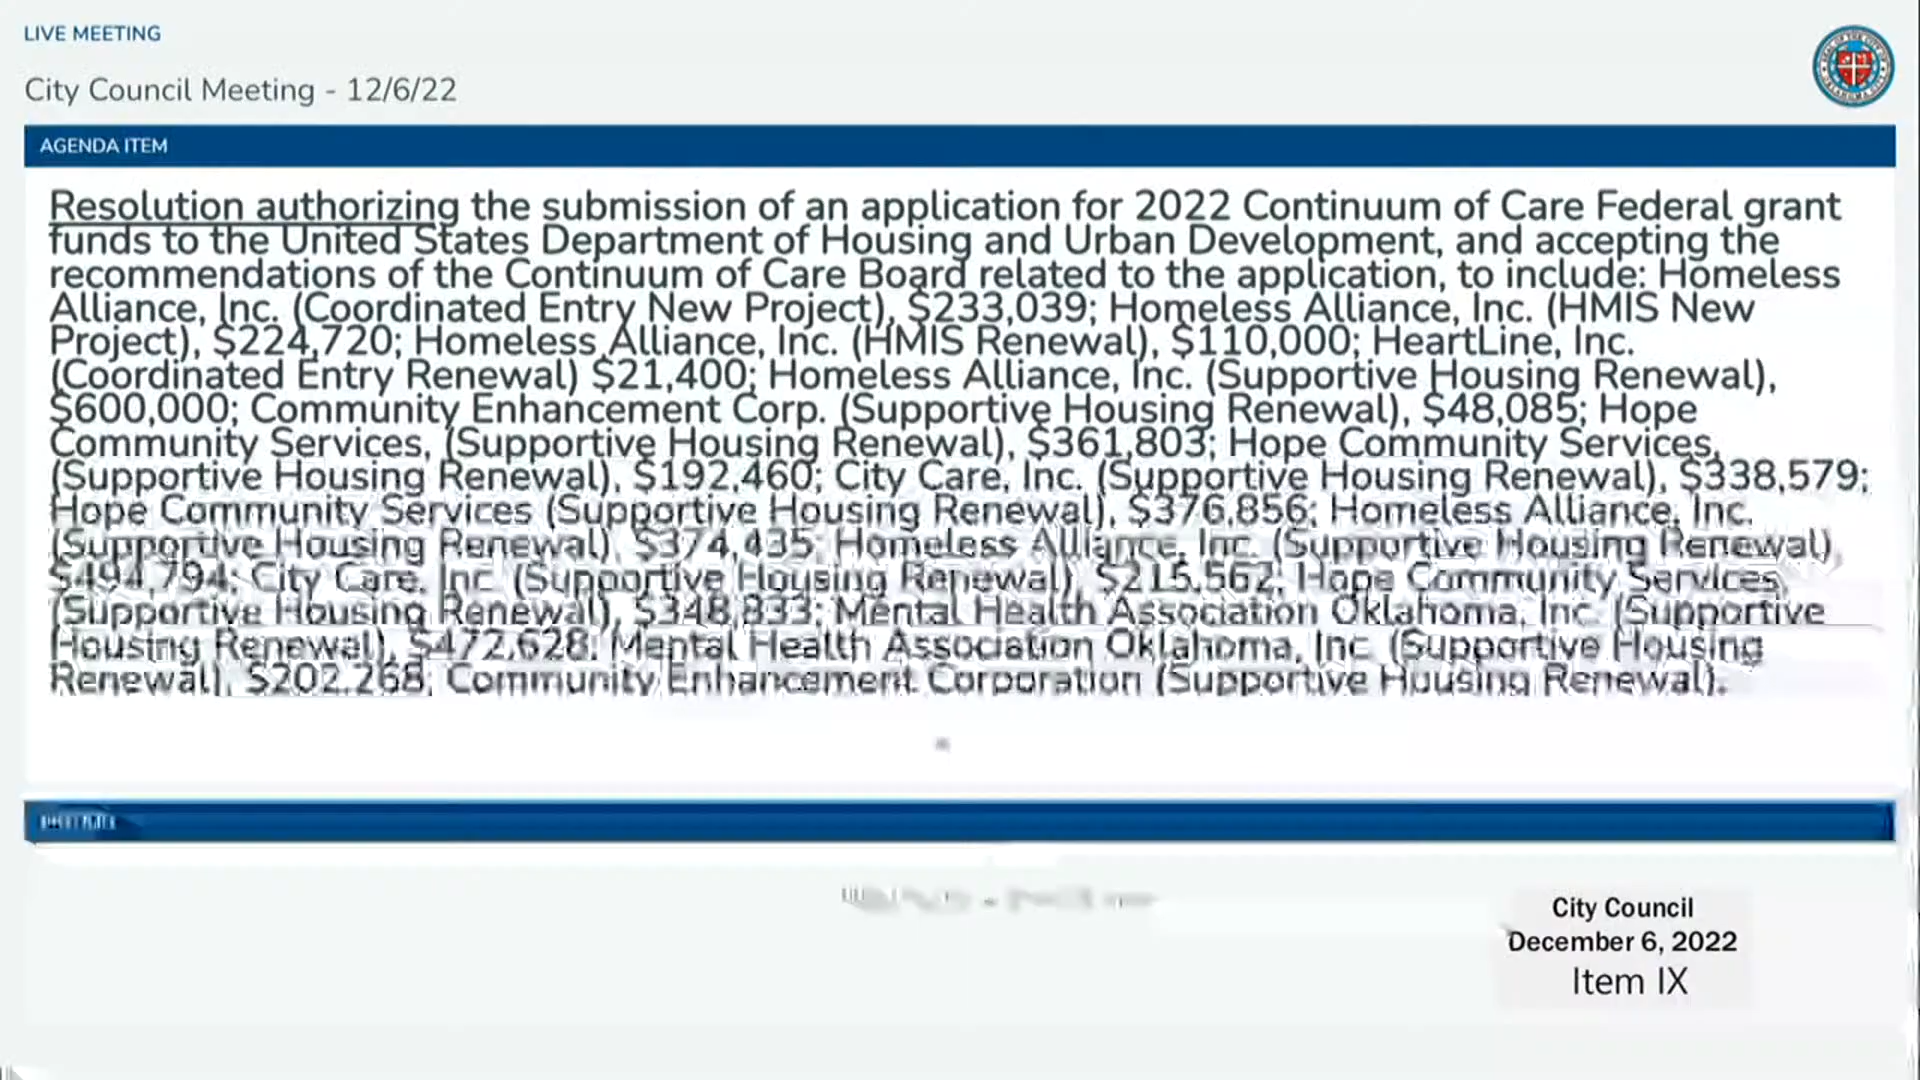 LIVE MEETING
City Council Meeting - 12/6/22
AGENDA ITEM
Resolution authorizing the submission of an application for 2022 Continuum of Care Federal grant
funds to the United States Department of Housing and Urban Development, and accepting the
recommendations of the Continuum of Care Board related to the application, to include: Homeless
Alliance, Inc. (Coordinated Entry New Project), $233,039; Homeless Alliance, Inc. (HMIS New
Project), $224,720; Homeless Alliance, Inc. (HMIS Renewal), $110,000; HeartLine, Inc.
(Coordinated Entry Renewal) $21,400; Homeless Alliance, Inc. (Supportive Housing Renewal),
$600,000; Community Enhancement Corp. (Supportive Housing Renewal), $48,085; Hope
Community Services, (Supportive Housing Renewal), $361,803; Hope Community Services,
(Supportive Housing Renewal), $192,460; City Care, Inc. (Supportive Housing Renewal), $338,579;
Hope Community Services (Supportive Housing Renewal), $376,856; Homeless Alliance, Inc.
(Supportive Housing Renewal), $374,435; Homeless Alliance, Inc. (Supportive Housing Renewal),
$494,794; City Care, Inc. (Supportive Housing Renewal), $215,562; Hope Community Services
(Supportive Housing Renewal), $348,833; Mental Health Association Oklahoma, Inc. (Supportive
Housing Renewal), $472,628; Mental Health Association Oklahoma, Inc. (Supportive Housing
Renewal), $202,268; Community Enhancement Corporation (Supportive Housing Renewal),
City Council
December 6, 2022
Item IX